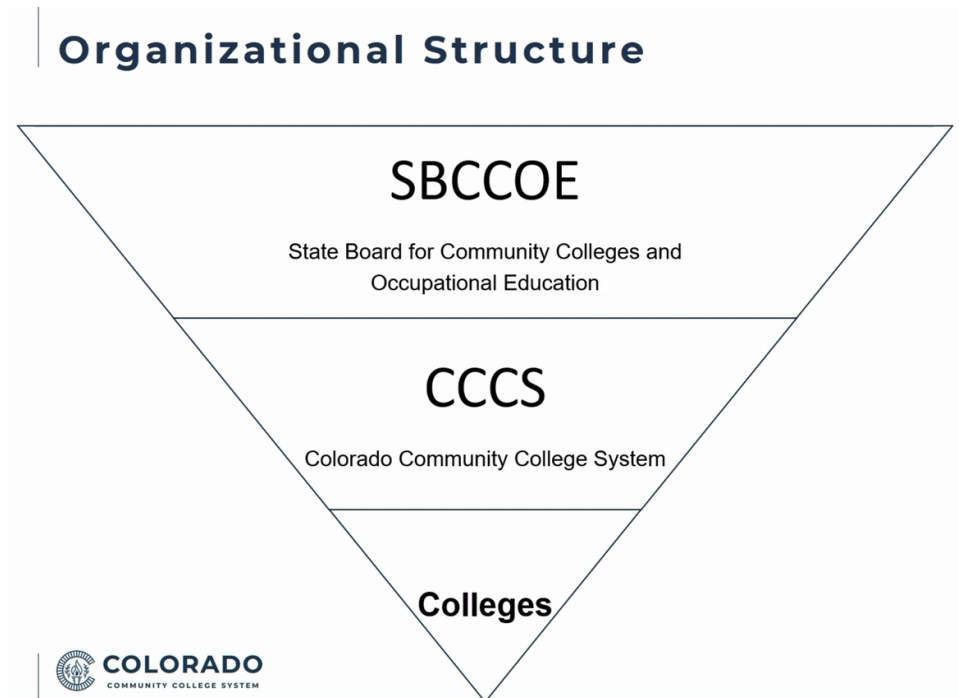 Organizational Structure
SBCCOE
State Board for Community Colleges and
Occupational Education
CCCS
Colorado Community College System
Colleges
COLORADO
COMMUNITY COLLEGE SYSTEM